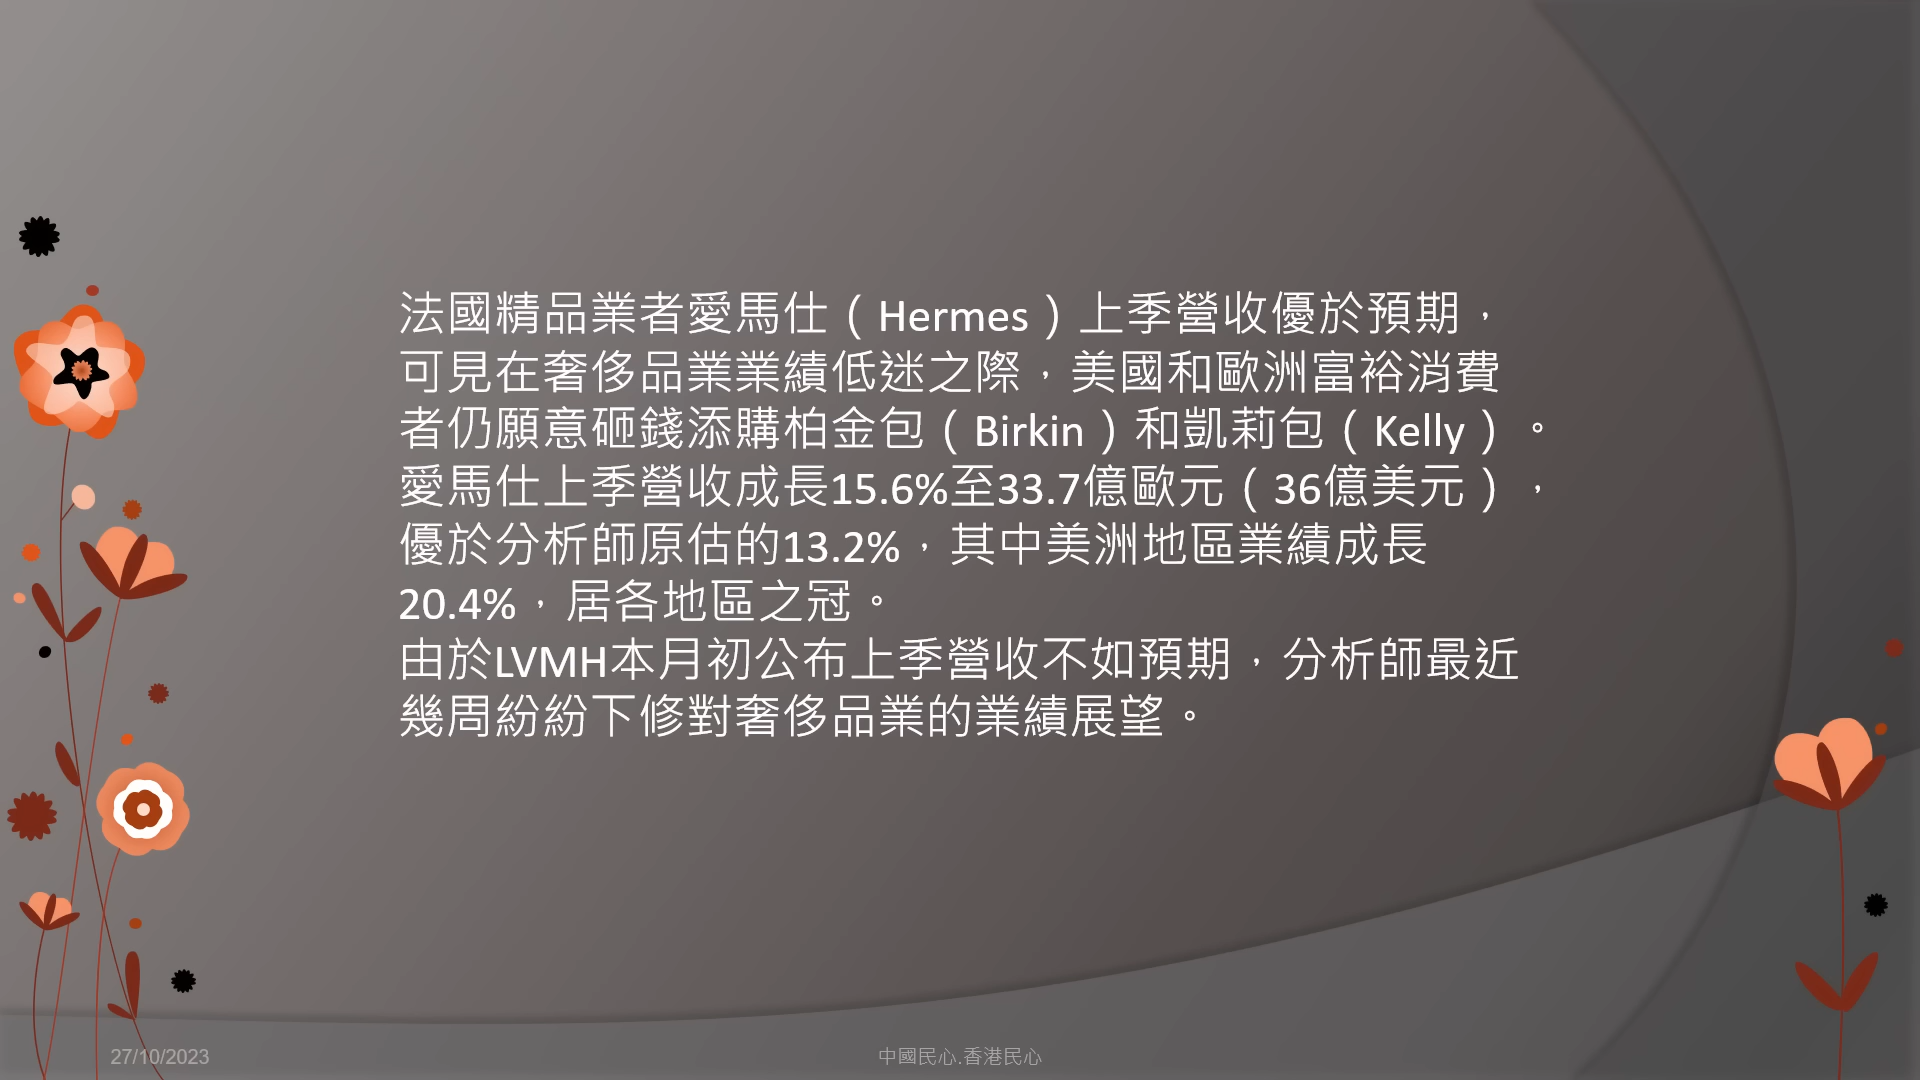 法國精品業者愛馬仕（Hermes）上季營收優於預期，
可見在奢侈品業業績低迷之際，美國和歐洲富裕消費
者仍願意砸錢添購柏金包（Birkin）和凱莉包（Kelly）。
愛馬仕上季營收成長15.6%至33.7億歐元（36億美元），
優於分析師原估的13.2%，其中美洲地區業績成長
20.4%，居各地區之冠。
由於LVMH本月初公布上季營收不如預期，分析師最近
幾周紛紛下修對奢侈品業的業績展望。
27/10/2023
中國民心.香港民心